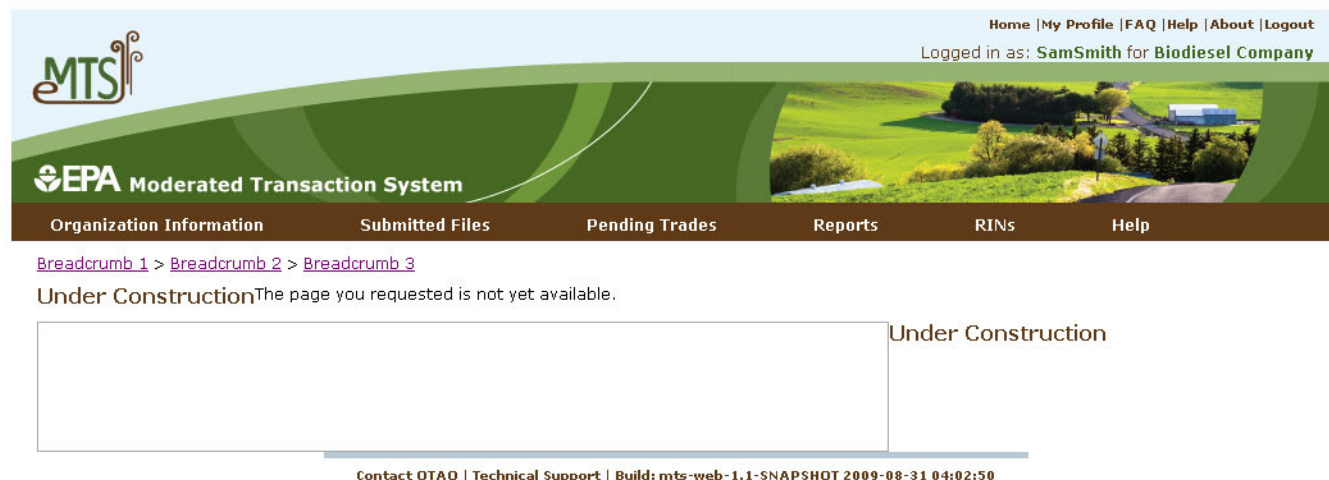 Home |My Profile |FAQ |Help |About |Logout
Logged in as: SamSmith for Biodiesel Company
eMTS
EPA Moderated Transaction System
Organization Information Submitted Files Pending Trades Reports RINs Help
Breadcrumb 1 > Breadcrumb 2 > Breadcrumb 3
Under Construction The page you requested is not yet available.
Under Construction
Contact OTAQ | Technical Support | Build: mts-web-1.1-SNAPSHOT 2009-08-31 04:02:50